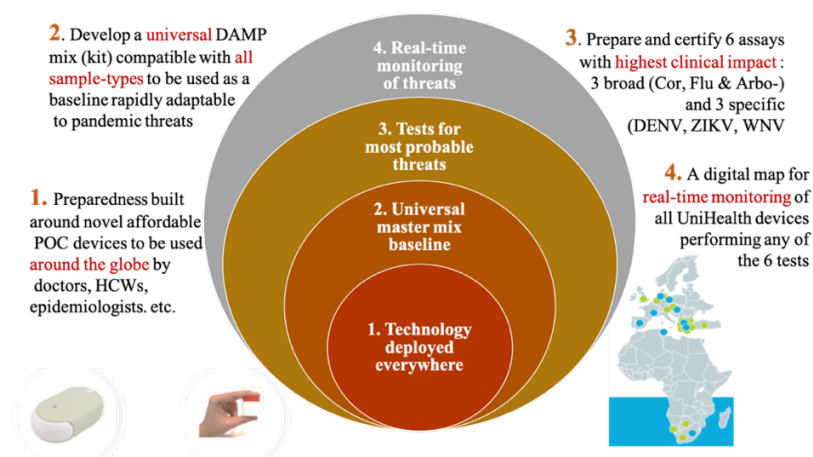 2. Develop a universal DAMP
mix (kit) compatible with all
sample-types to be used as a
baseline rapidly adaptable
to pandemic threats
1. Preparedness built
around novel affordable
POC devices to be used
around the globe by
doctors, HCWs,
epidemiologists. etc.
4. Real-time
monitoring
of threats
3. Tests for
most probable
threats
2. Universal
master mix
baseline
1. Technology
deployed
everywhere
3. Prepare and certify 6 assays
with highest clinical impact :
3 broad (Cor, Flu & Arbo-)
and 3 specific
(DENV, ZIKV, WNV
4. A digital map for
real-time monitoring of
all UniHealth devices
performing any of
the 6 tests